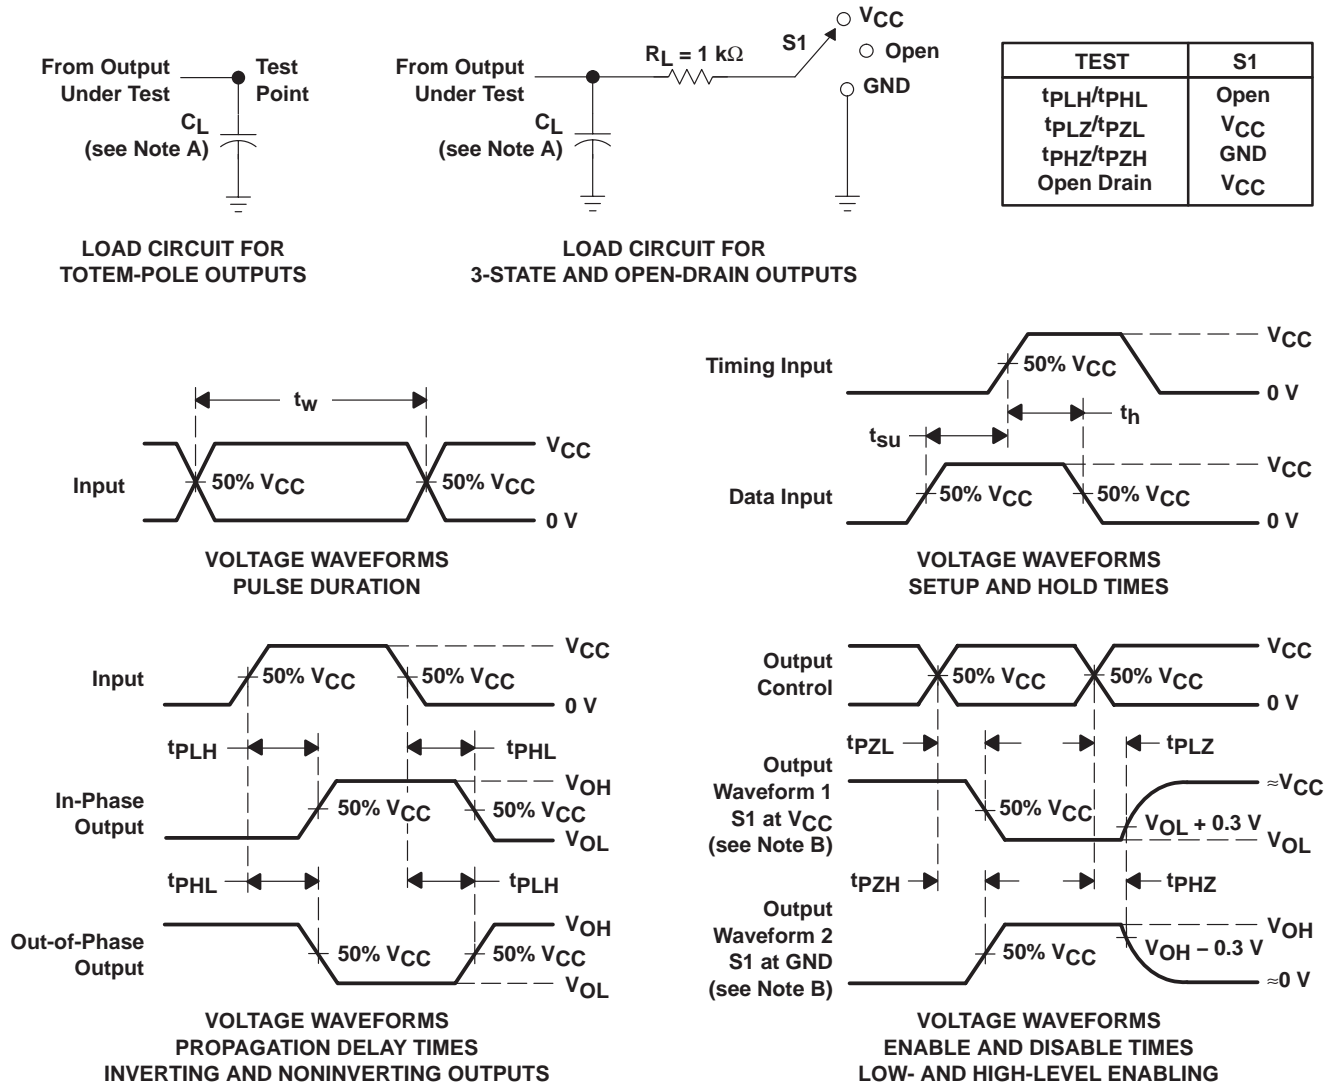 From Output
Under Test
Test
Point
CL
(see Note A)
LOAD CIRCUIT FOR
TOTEM-POLE OUTPUTS
From Output
Under Test
CL
(see Note A)
RL = 1 kΩ
S1
VCC
Open
GND
LOAD CIRCUIT FOR
3-STATE AND OPEN-DRAIN OUTPUTS
TEST S1
tPLH/tPHL Open
tPLZ/tPZL VCC
tPHZ/tPZH GND
Open Drain VCC
tw
Input
50% VCC
50% VCC
VCC
0 V
VOLTAGE WAVEFORMS
PULSE DURATION
Timing Input
50% VCC
VCC
0 V
tsu
th
Data Input
50% VCC
50% VCC
VCC
0 V
VOLTAGE WAVEFORMS
SETUP AND HOLD TIMES
Input
50% VCC
50% VCC
VCC
0 V
tPLH
tPHL
In-Phase
Output
50% VCC
50% VCC
VOH
VOL
tPHL
tPLH
Out-of-Phase
Output
50% VCC
50% VCC
VOH
VOL
VOLTAGE WAVEFORMS
PROPAGATION DELAY TIMES
INVERTING AND NONINVERTING OUTPUTS
Output
Control
50% VCC
50% VCC
VCC
0 V
tPZL
tPLZ
Output
Waveform 1
S1 at VCC
(see Note B)
50% VCC
≈VCC
VOL + 0.3 V
VOL
tPZH
tPHZ
Output
Waveform 2
S1 at GND
(see Note B)
50% VCC
VOH
VOH − 0.3 V
≈0 V
VOLTAGE WAVEFORMS
ENABLE AND DISABLE TIMES
LOW- AND HIGH-LEVEL ENABLING